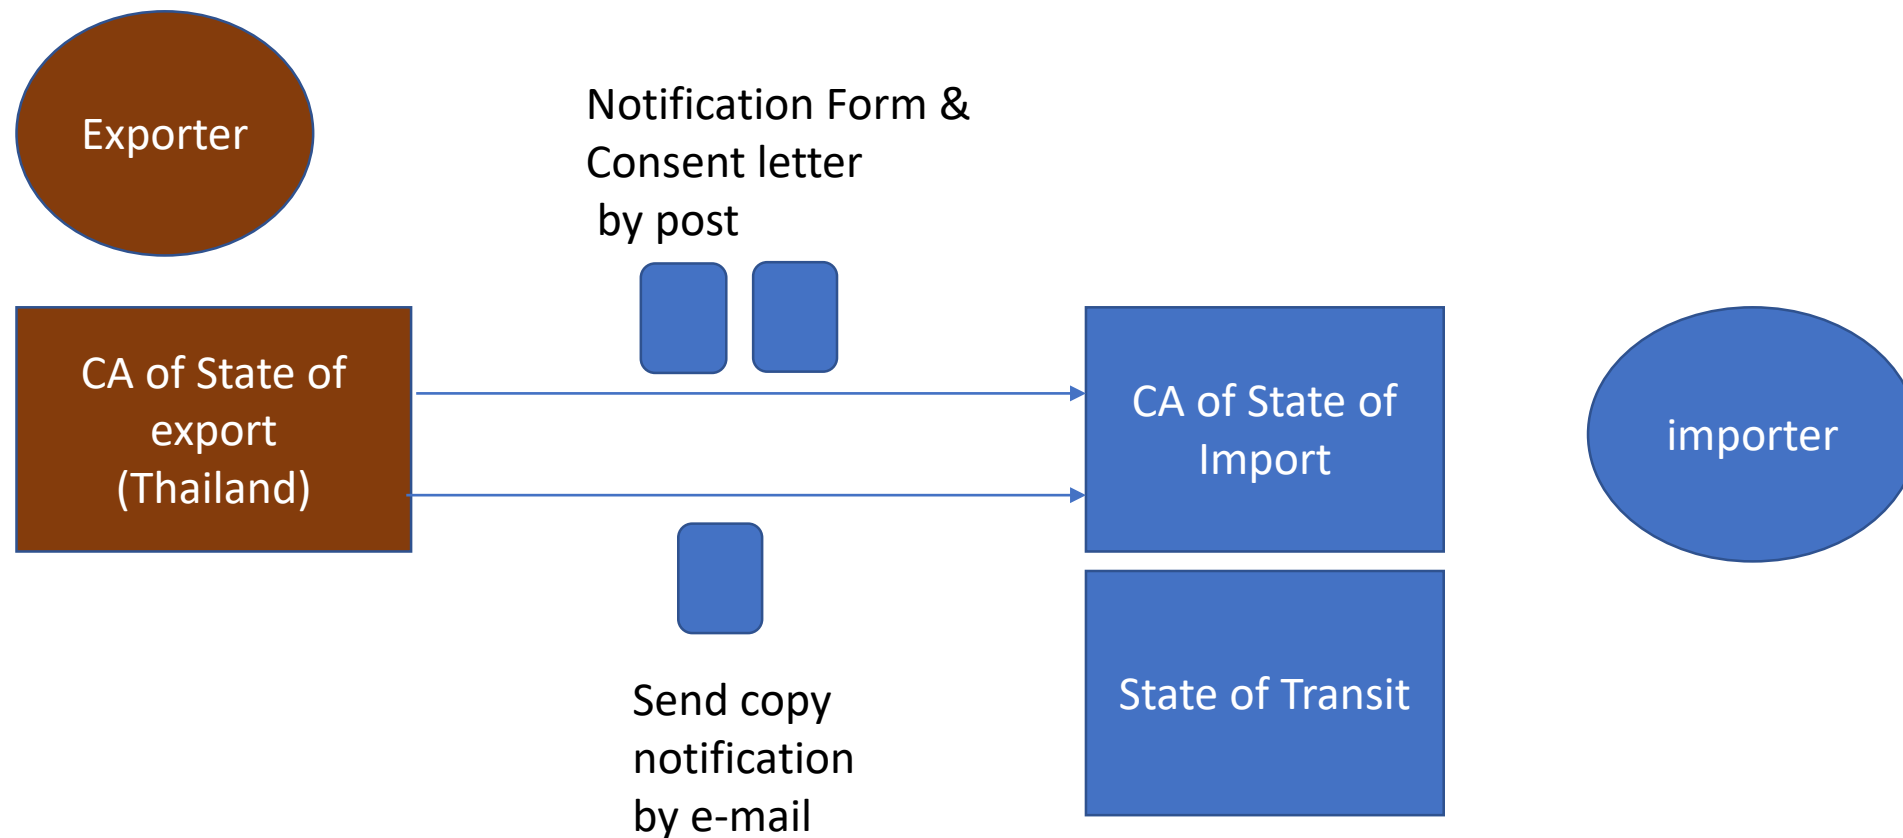 Exporter
Notification Form &
Consent letter
by post
CA of State of
export
(Thailand)
CA of State of
Import
importer
State of Transit
Send copy
notification
by e-mail